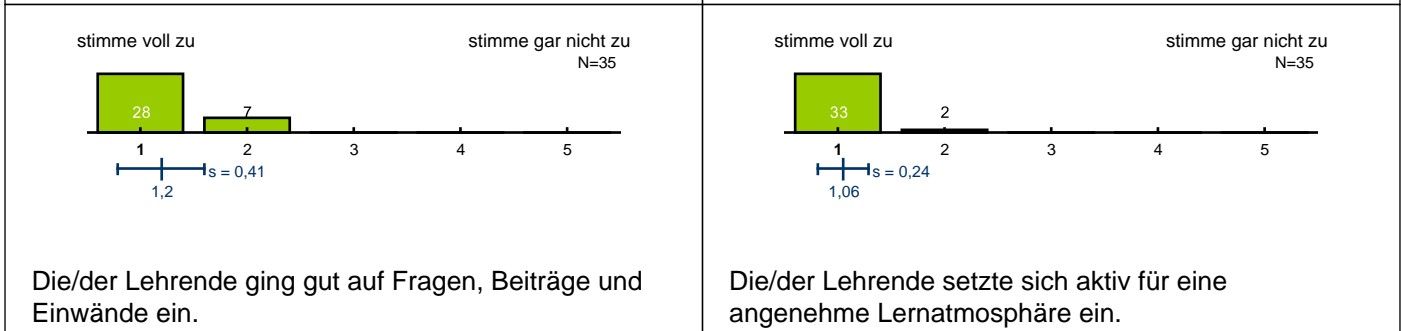 stimme voll zu stimme gar nicht zu
N=35
28 7
1 2 3 4 5
s = 0,41
1,2
Die/der Lehrende ging gut auf Fragen, Beiträge und
Einwände ein.
stimme voll zu stimme gar nicht zu
N=35
33 2
1 2 3 4 5
s = 0,24
1,06
Die/der Lehrende setzte sich aktiv für eine
angenehme Lernatmosphäre ein.